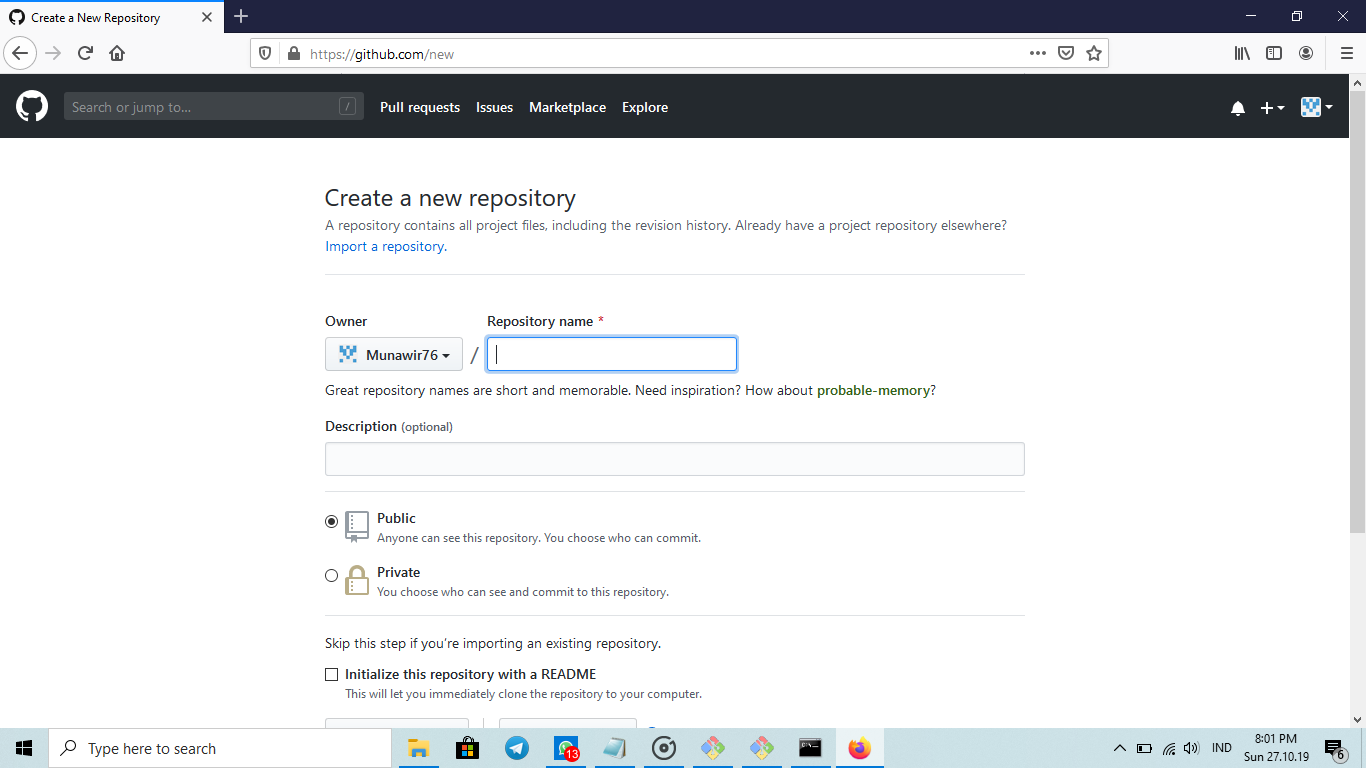 Create a New Repository
https://github.com/new
Search or jump to...
/
Pull requests Issues Marketplace Explore
Create a new repository
A repository contains all project files, including the revision history. Already have a project repository elsewhere?
Import a repository.
Owner
Repository name *
Munawir76 /
Great repository names are short and memorable. Need inspiration? How about probable-memory?
Description (optional)
Public
Anyone can see this repository. You choose who can commit.
Private
You choose who can see and commit to this repository.
Skip this step if you're importing an existing repository.
Initialize this repository with a README
This will let you immediately clone the repository to your computer.
Type here to search
13
IND
8:01 PM
Sun 27.10.19
6